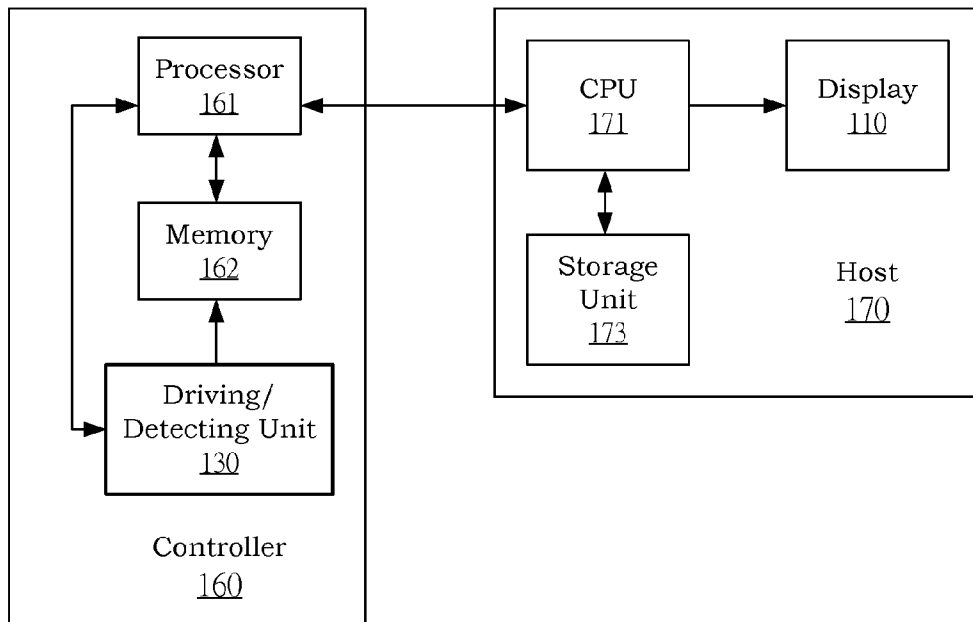 Processor
161
Memory
162
Driving/
Detecting Unit
130
Controller
160
CPU
171
Display
110
Storage
Unit
173
Host
170